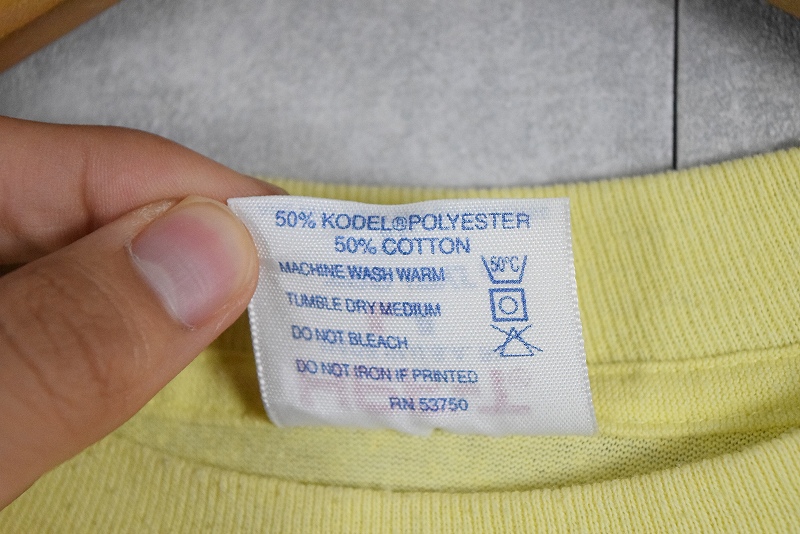 50% KODEL®POLYESTER
50% COTTON
MACHINE WASH WARM
50°C
TUMBLE DRY MEDIUM
DO NOT BLEACH
DO NOT IRON IF PRINTED
RN 53750